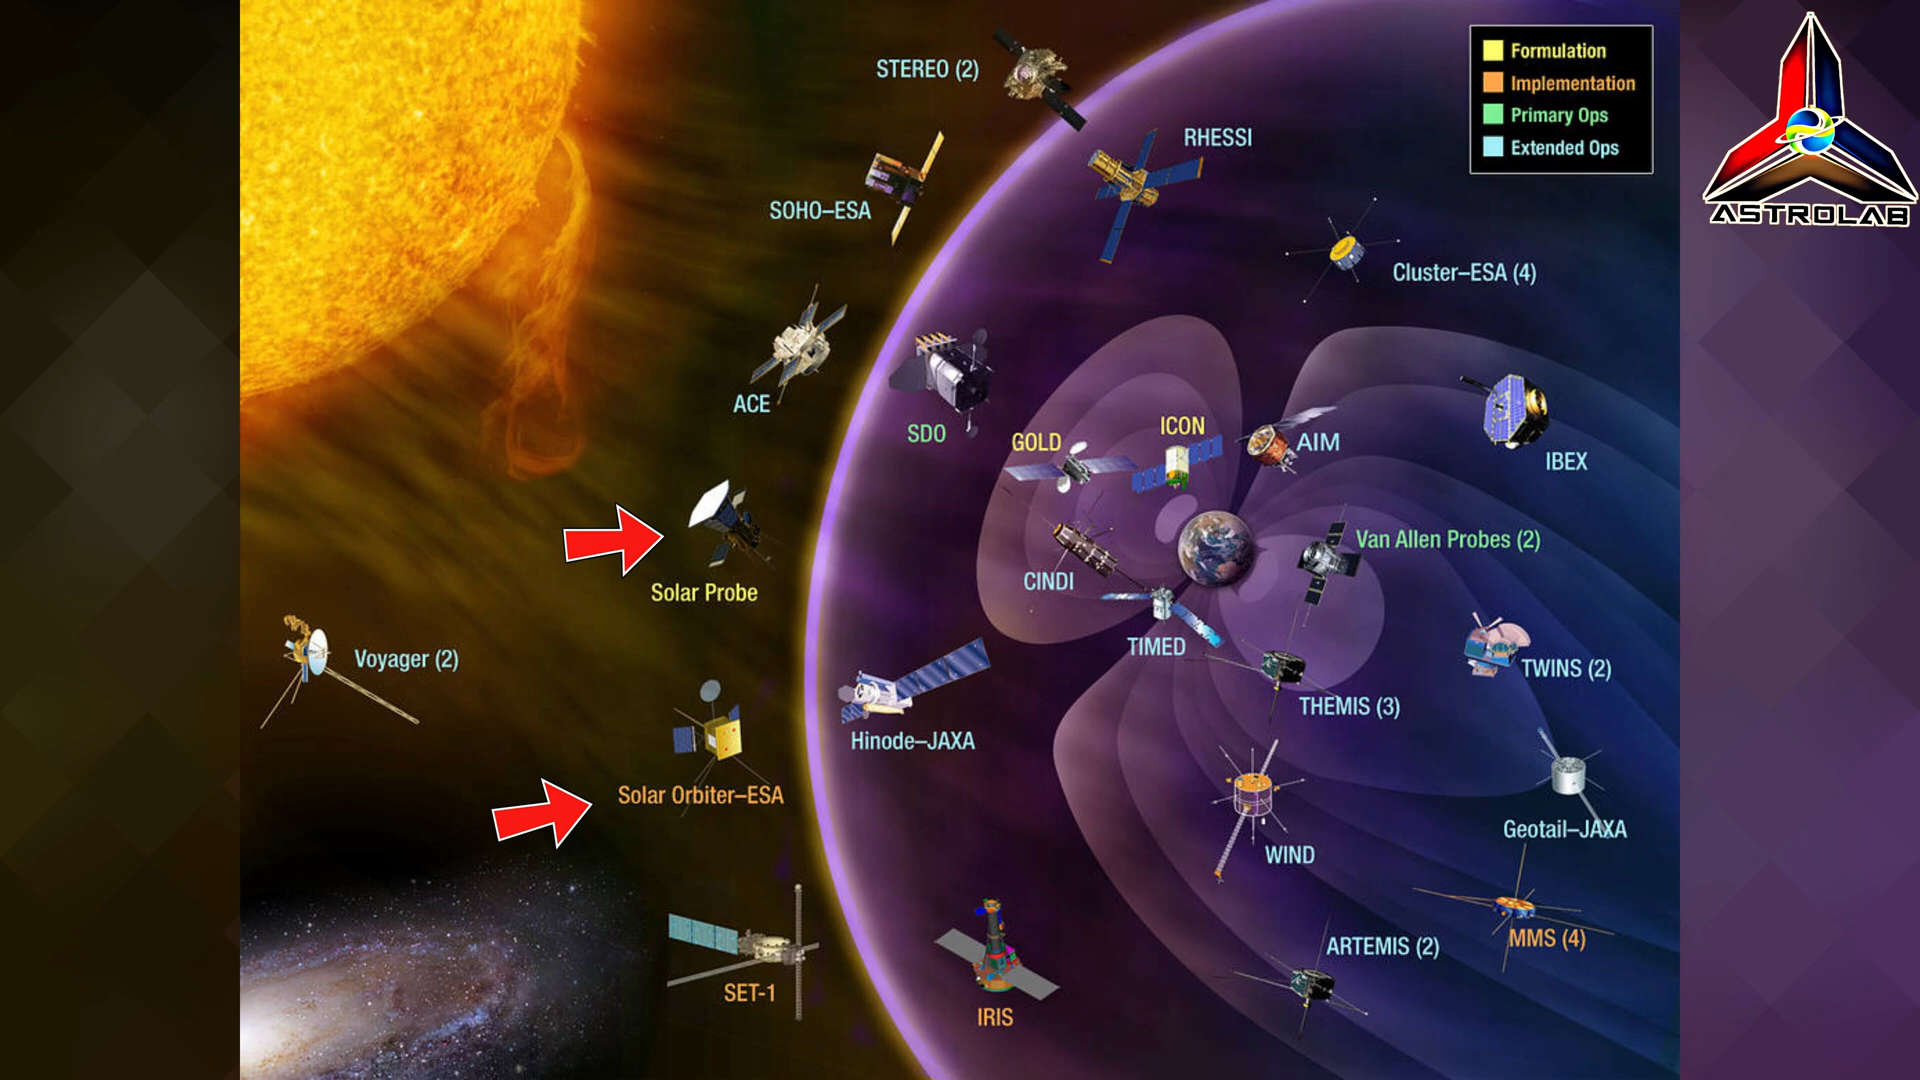 STEREO (2)
Formulation
Implementation
Primary Ops
Extended Ops
ASTROLAB
RHESSI
SOHO–ESA
Cluster–ESA (4)
ACE
SDO
GOLD
ICON
AIM
IBEX
Van Allen Probes (2)
CINDI
Solar Probe
TIMED
Voyager (2)
TWINS (2)
THEMIS (3)
Hinode–JAXA
Solar Orbiter–ESA
Geotail–JAXA
WIND
MMS (4)
ARTEMIS (2)
SET-1
IRIS